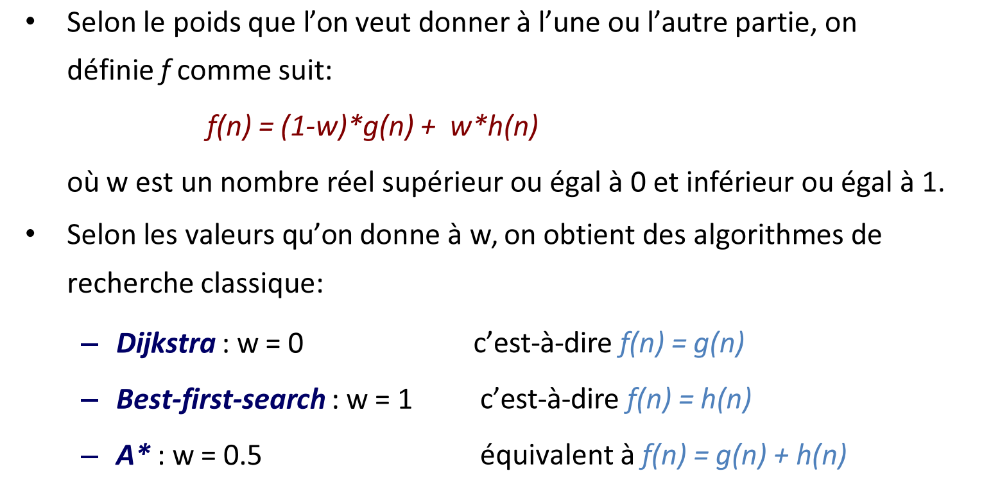 • Selon le poids que l’on veut donner à l’une ou l’autre partie, on
définie f comme suit:
f(n) = (1-w)*g(n) + w*h(n)
où w est un nombre réel supérieur ou égal à 0 et inférieur ou égal à 1.
• Selon les valeurs qu’on donne à w, on obtient des algorithmes de
recherche classique:
– Dijkstra : w = 0 c’est-à-dire f(n) = g(n)
– Best-first-search : w = 1 c’est-à-dire f(n) = h(n)
– A* : w = 0.5 équivalent à f(n) = g(n) + h(n)